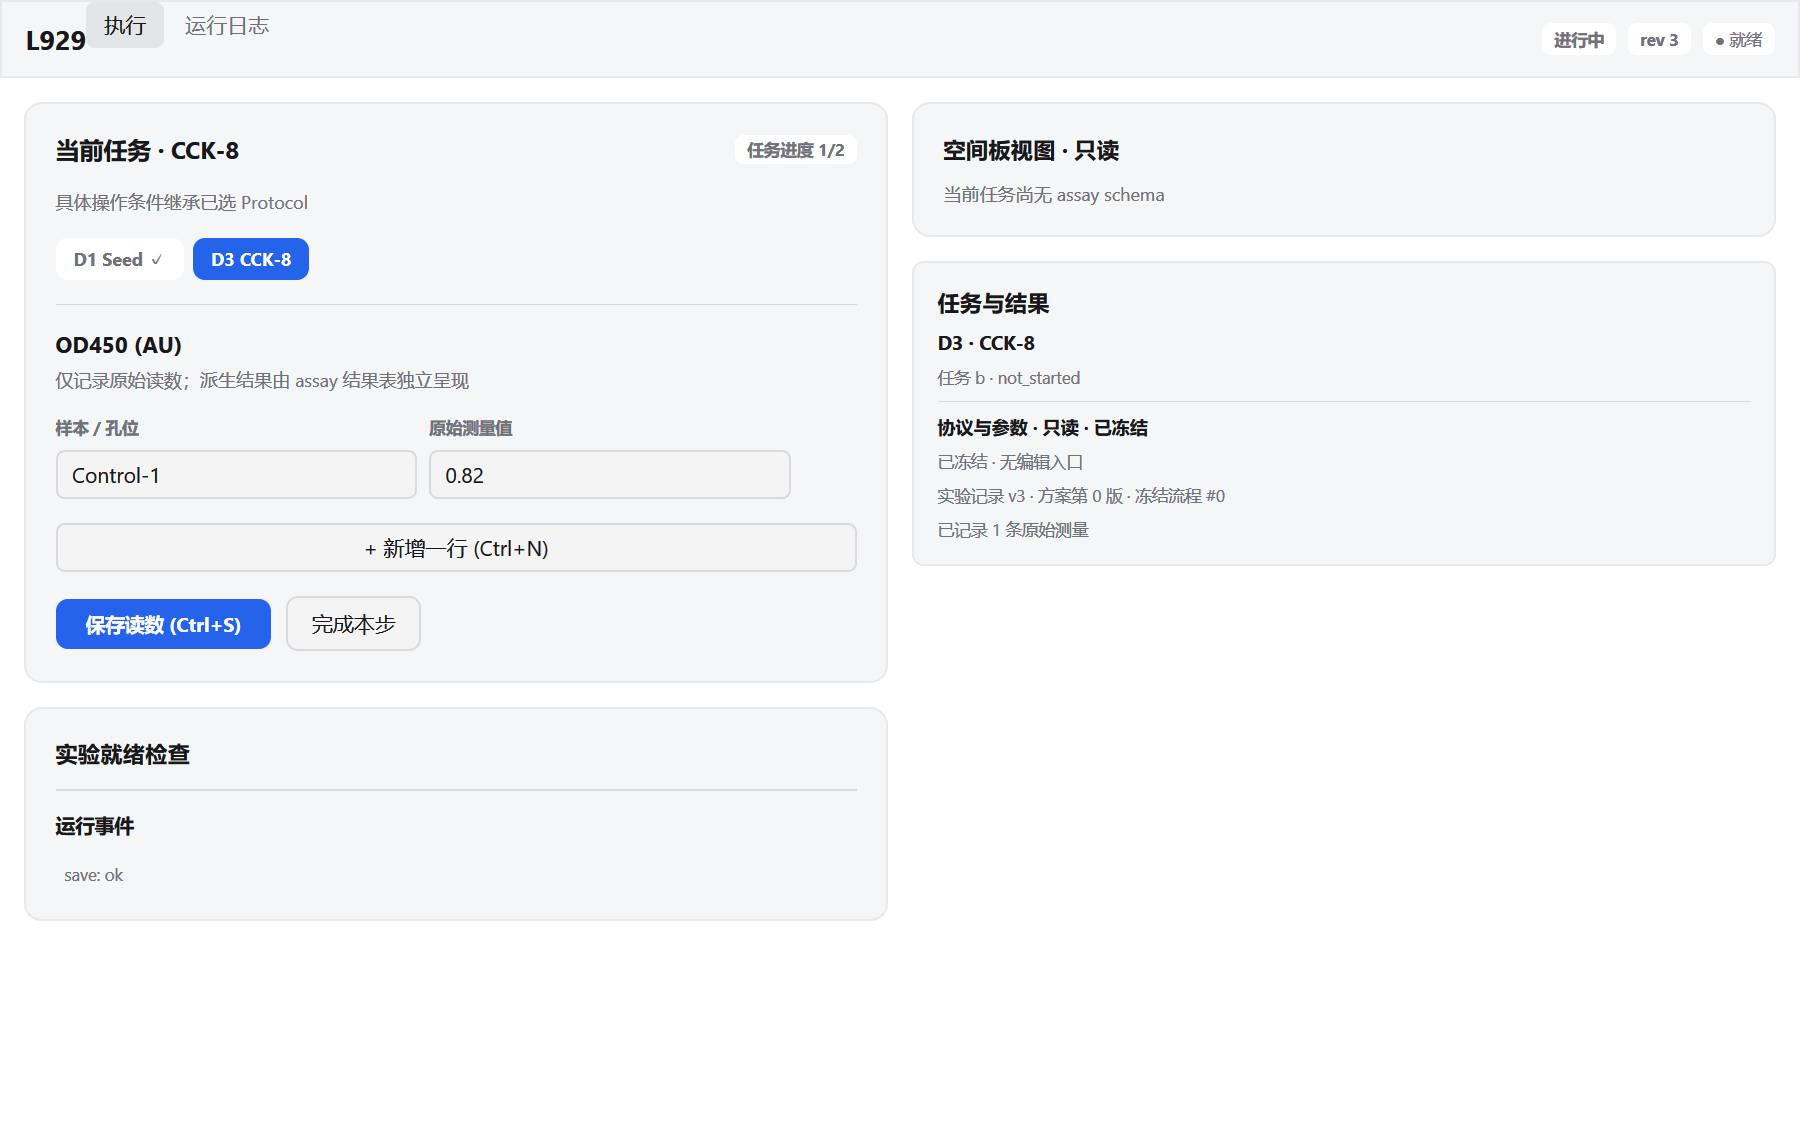 L929 执行 运行日志 进行中 rev 3 ● 就绪
当前任务 · CCK-8 任务进度 1/2
具体操作条件继承已选 Protocol
D1 Seed ✓ D3 CCK-8
OD450 (AU)
仅记录原始读数；派生结果由 assay 结果表独立呈现
样本 / 孔位 原始测量值
Control-1 0.82
+ 新增一行 (Ctrl+N)
保存读数 (Ctrl+S) 完成本步
实验就绪检查
运行事件
save: ok
空间板视图 · 只读
当前任务尚无 assay schema
任务与结果
D3 · CCK-8
任务 b · not_started
协议与参数 · 只读 · 已冻结
已冻结 · 无编辑入口
实验记录 v3 · 方案第 0 版 · 冻结流程 #0
已记录 1 条原始测量